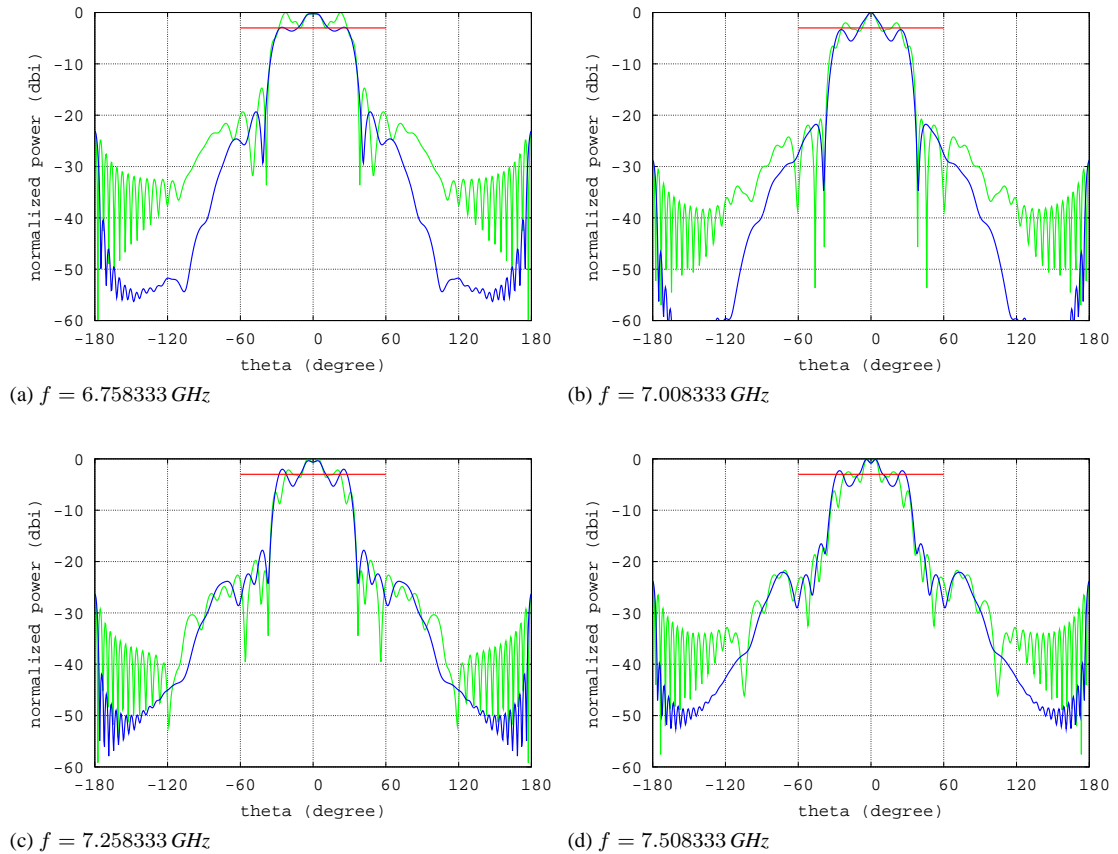 0
-10
-20
-30
-40
-50
-60
-180 -120 -60 0 60 120 180
normalized power (dbi)
theta (degree)
(a) f = 6.758333 GHz
0
-10
-20
-30
-40
-50
-60
-180 -120 -60 0 60 120 180
normalized power (dbi)
theta (degree)
(b) f = 7.008333 GHz
0
-10
-20
-30
-40
-50
-60
-180 -120 -60 0 60 120 180
normalized power (dbi)
theta (degree)
(c) f = 7.258333 GHz
0
-10
-20
-30
-40
-50
-60
-180 -120 -60 0 60 120 180
normalized power (dbi)
theta (degree)
(d) f = 7.508333 GHz